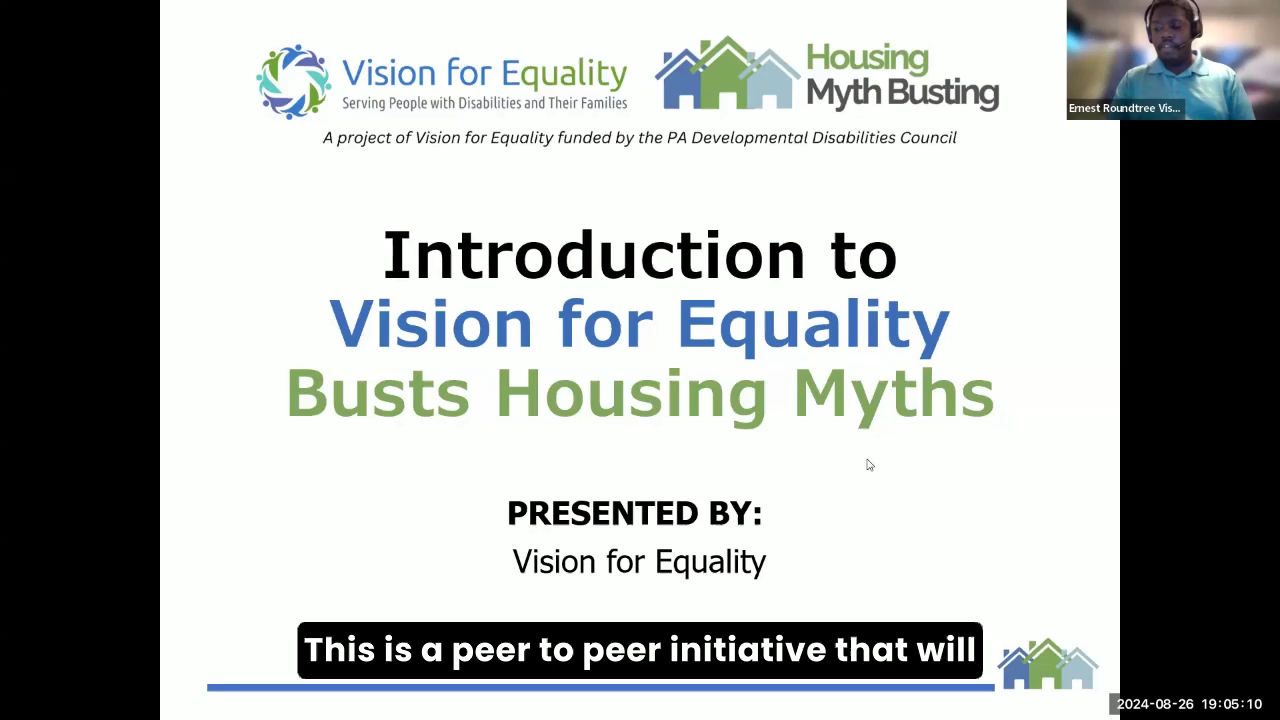 Vision for Equality
Serving People with Disabilities and Their Families
Housing
Myth Busting
A project of Vision for Equality funded by the PA Developmental Disabilities Council
Ernest Roundtree Vis...
Introduction to
Vision for Equality
Busts Housing Myths
PRESENTED BY:
Vision for Equality
This is a peer to peer initiative that will
2024-08-26 19:05:10